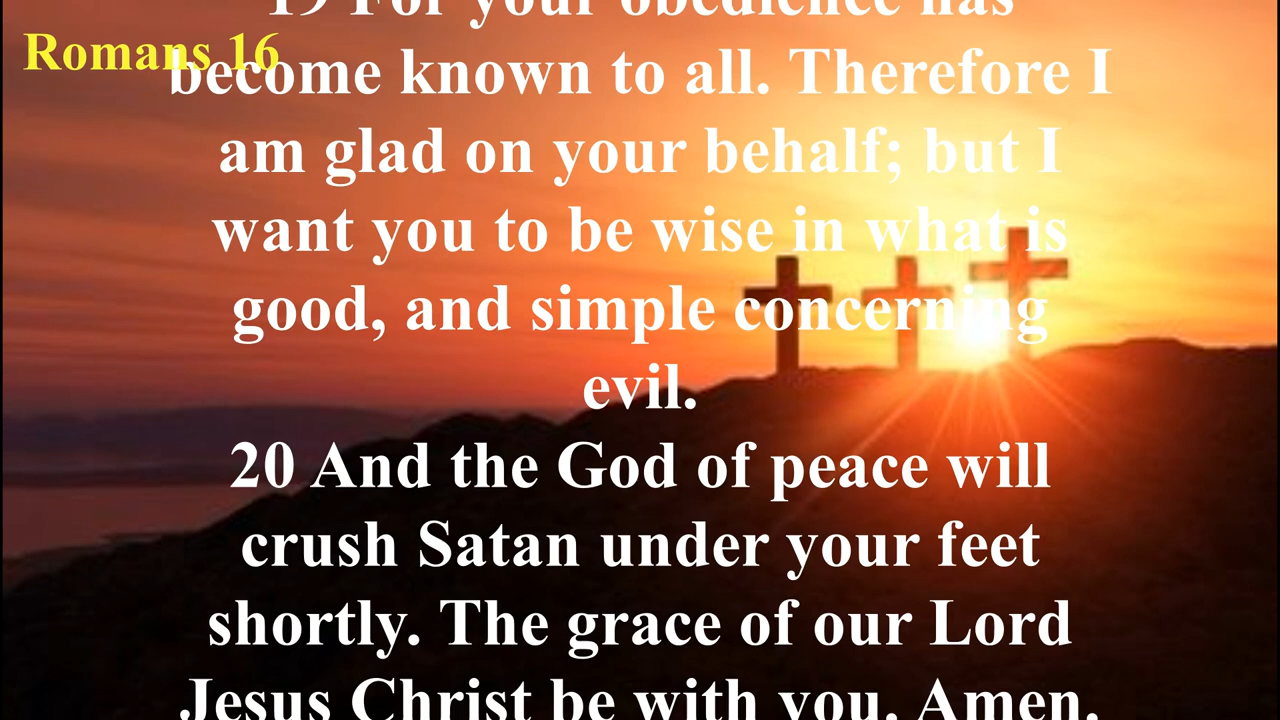 19 For your obedience has
Romans 16
become known to all. Therefore I
am glad on your behalf; but I
want you to be wise in what is
good, and simple concerning
evil.
20 And the God of peace will
crush Satan under your feet
shortly. The grace of our Lord
Jesus Christ be with you. Amen.